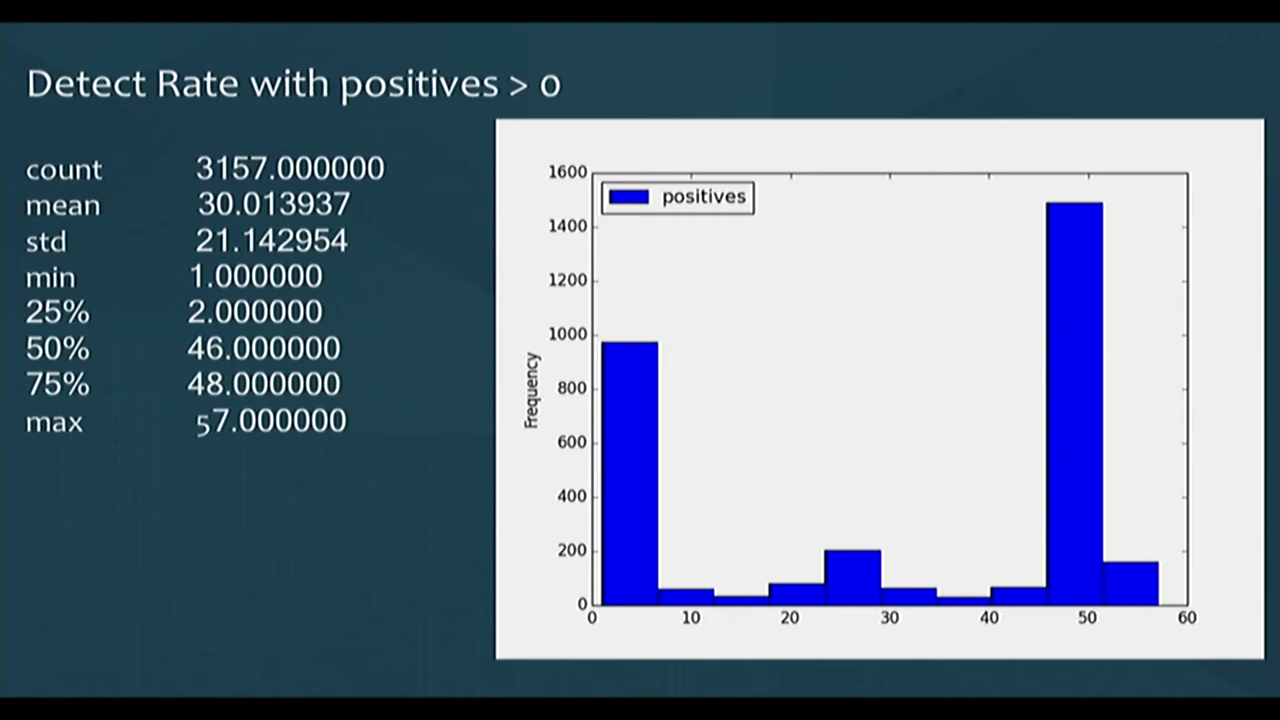 Detect Rate with positives > 0
count 3157.000000
mean 30.013937
std 21.142954
min 1.000000
25% 2.000000
50% 46.000000
75% 48.000000
max 57.000000
positives
Frequency
1600
1400
1200
1000
800
600
400
200
0
0 10 20 30 40 50 60